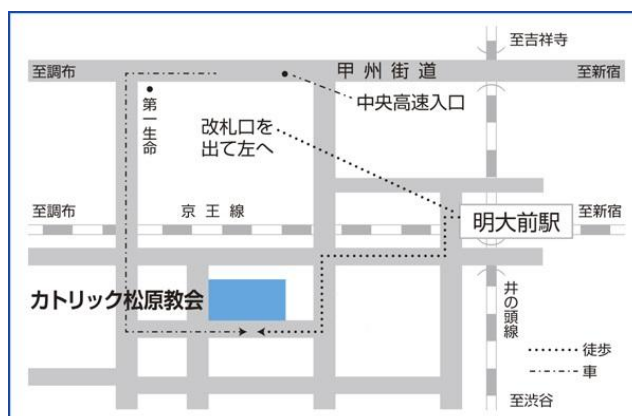 至吉祥寺
至調布
甲州街道
至新宿
中央高速入口
第一生命
改札口を
出て左へ
至調布
京王線
明大前駅
至新宿
カトリック松原教会
井の頭線
徒歩
車
至渋谷